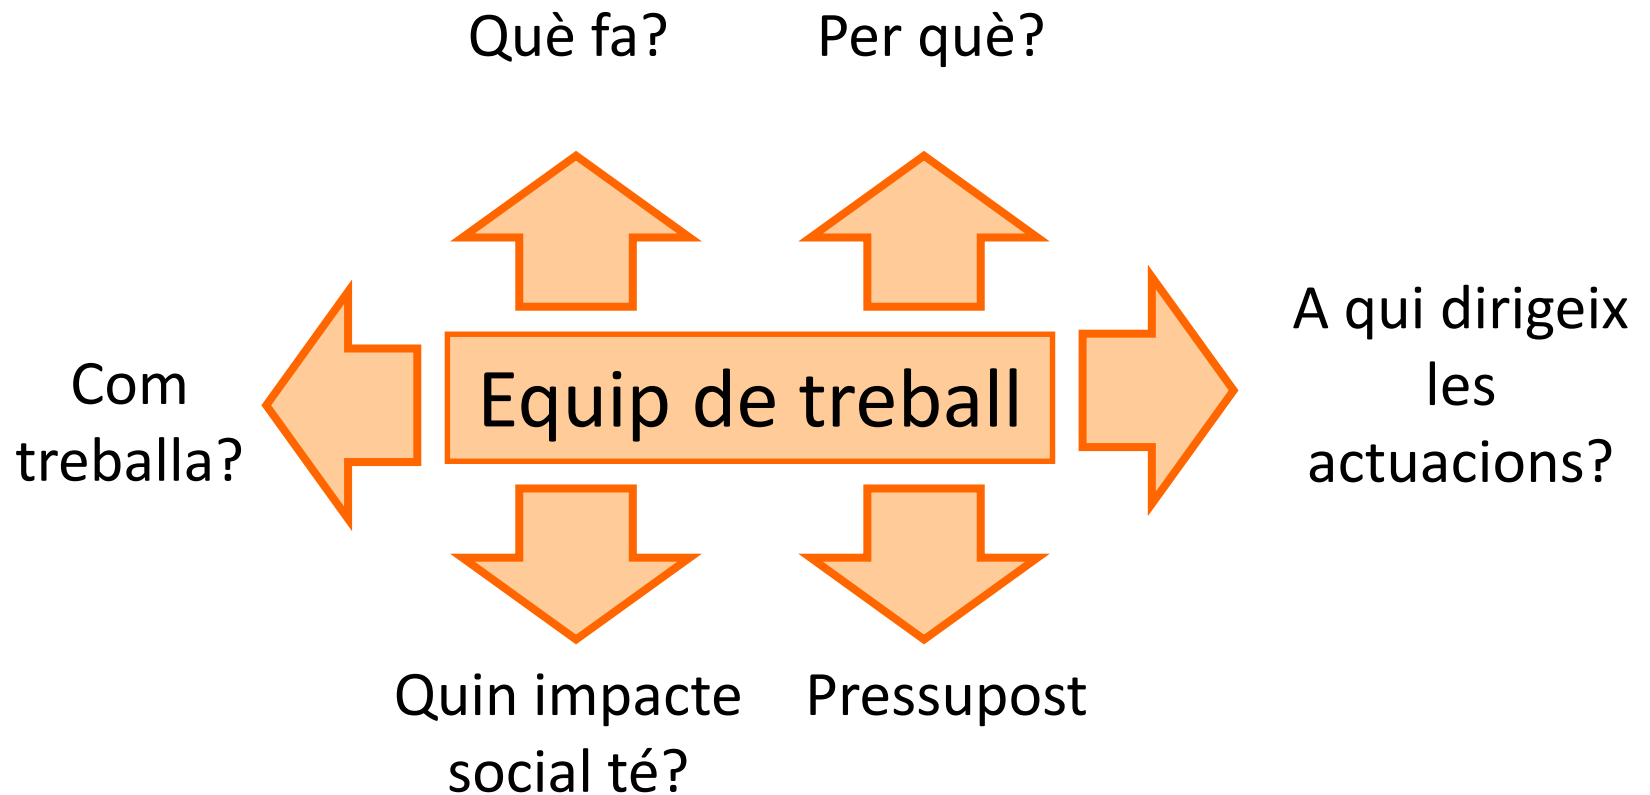 Què fa?
Per què?
A qui dirigeix
les
actuacions?
Com
treballa?
Equip de treball
Quin impacte
social té?
Pressupost